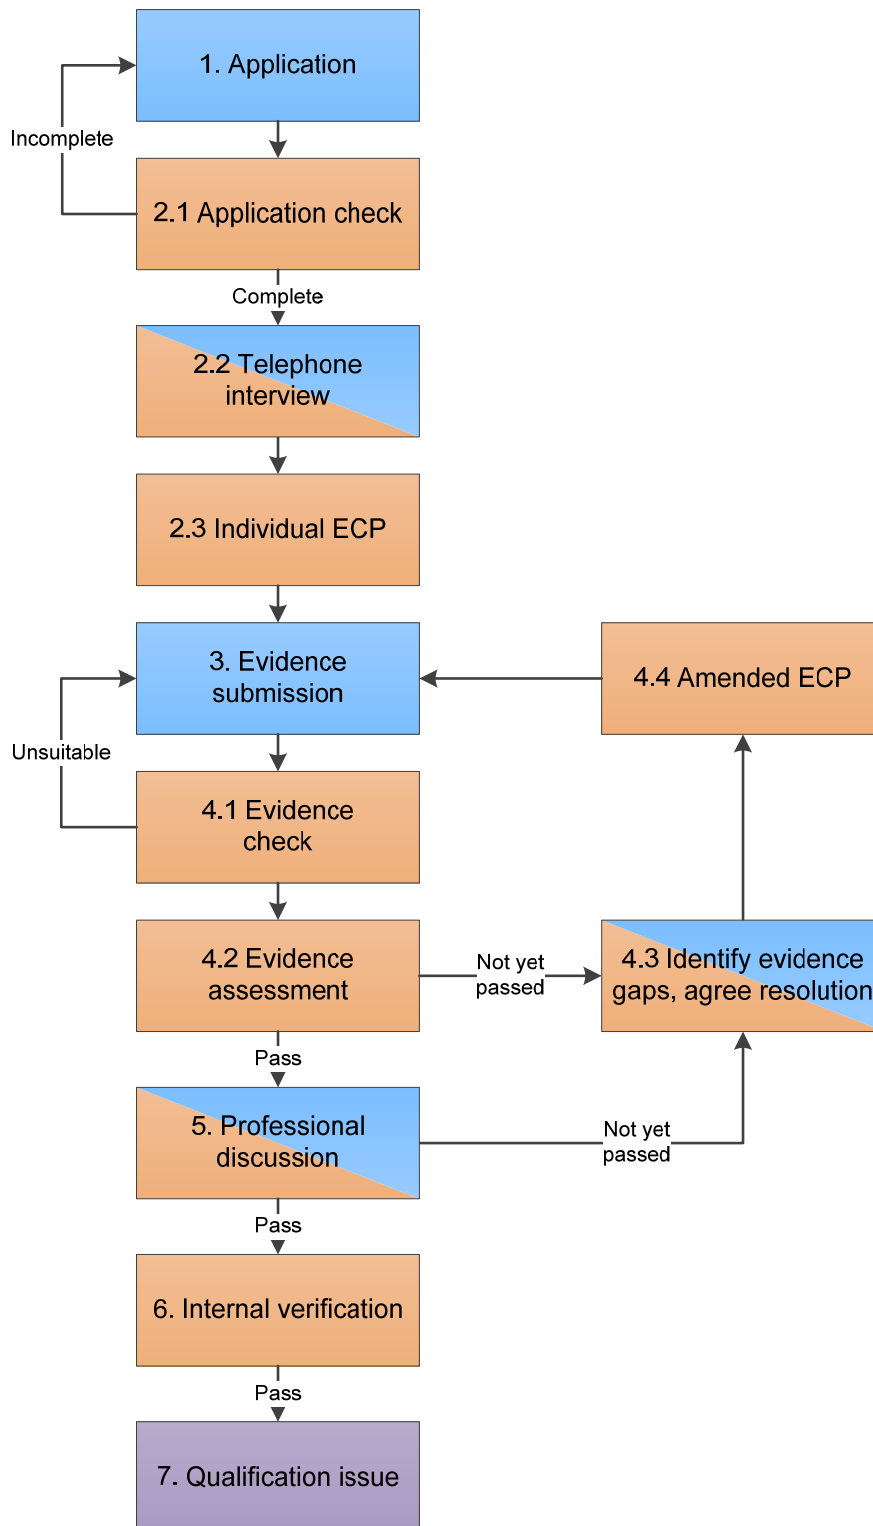 1. Application
Incomplete
2.1 Application check
Complete
2.2 Telephone
interview
2.3 Individual ECP
3. Evidence
submission
4.4 Amended ECP
Unsuitable
4.1 Evidence
check
4.2 Evidence
assessment
Not yet
passed
4.3 Identify evidence
gaps, agree resolution
Pass
5. Professional
discussion
Not yet
passed
Pass
6. Internal verification
Pass
7. Qualification issue